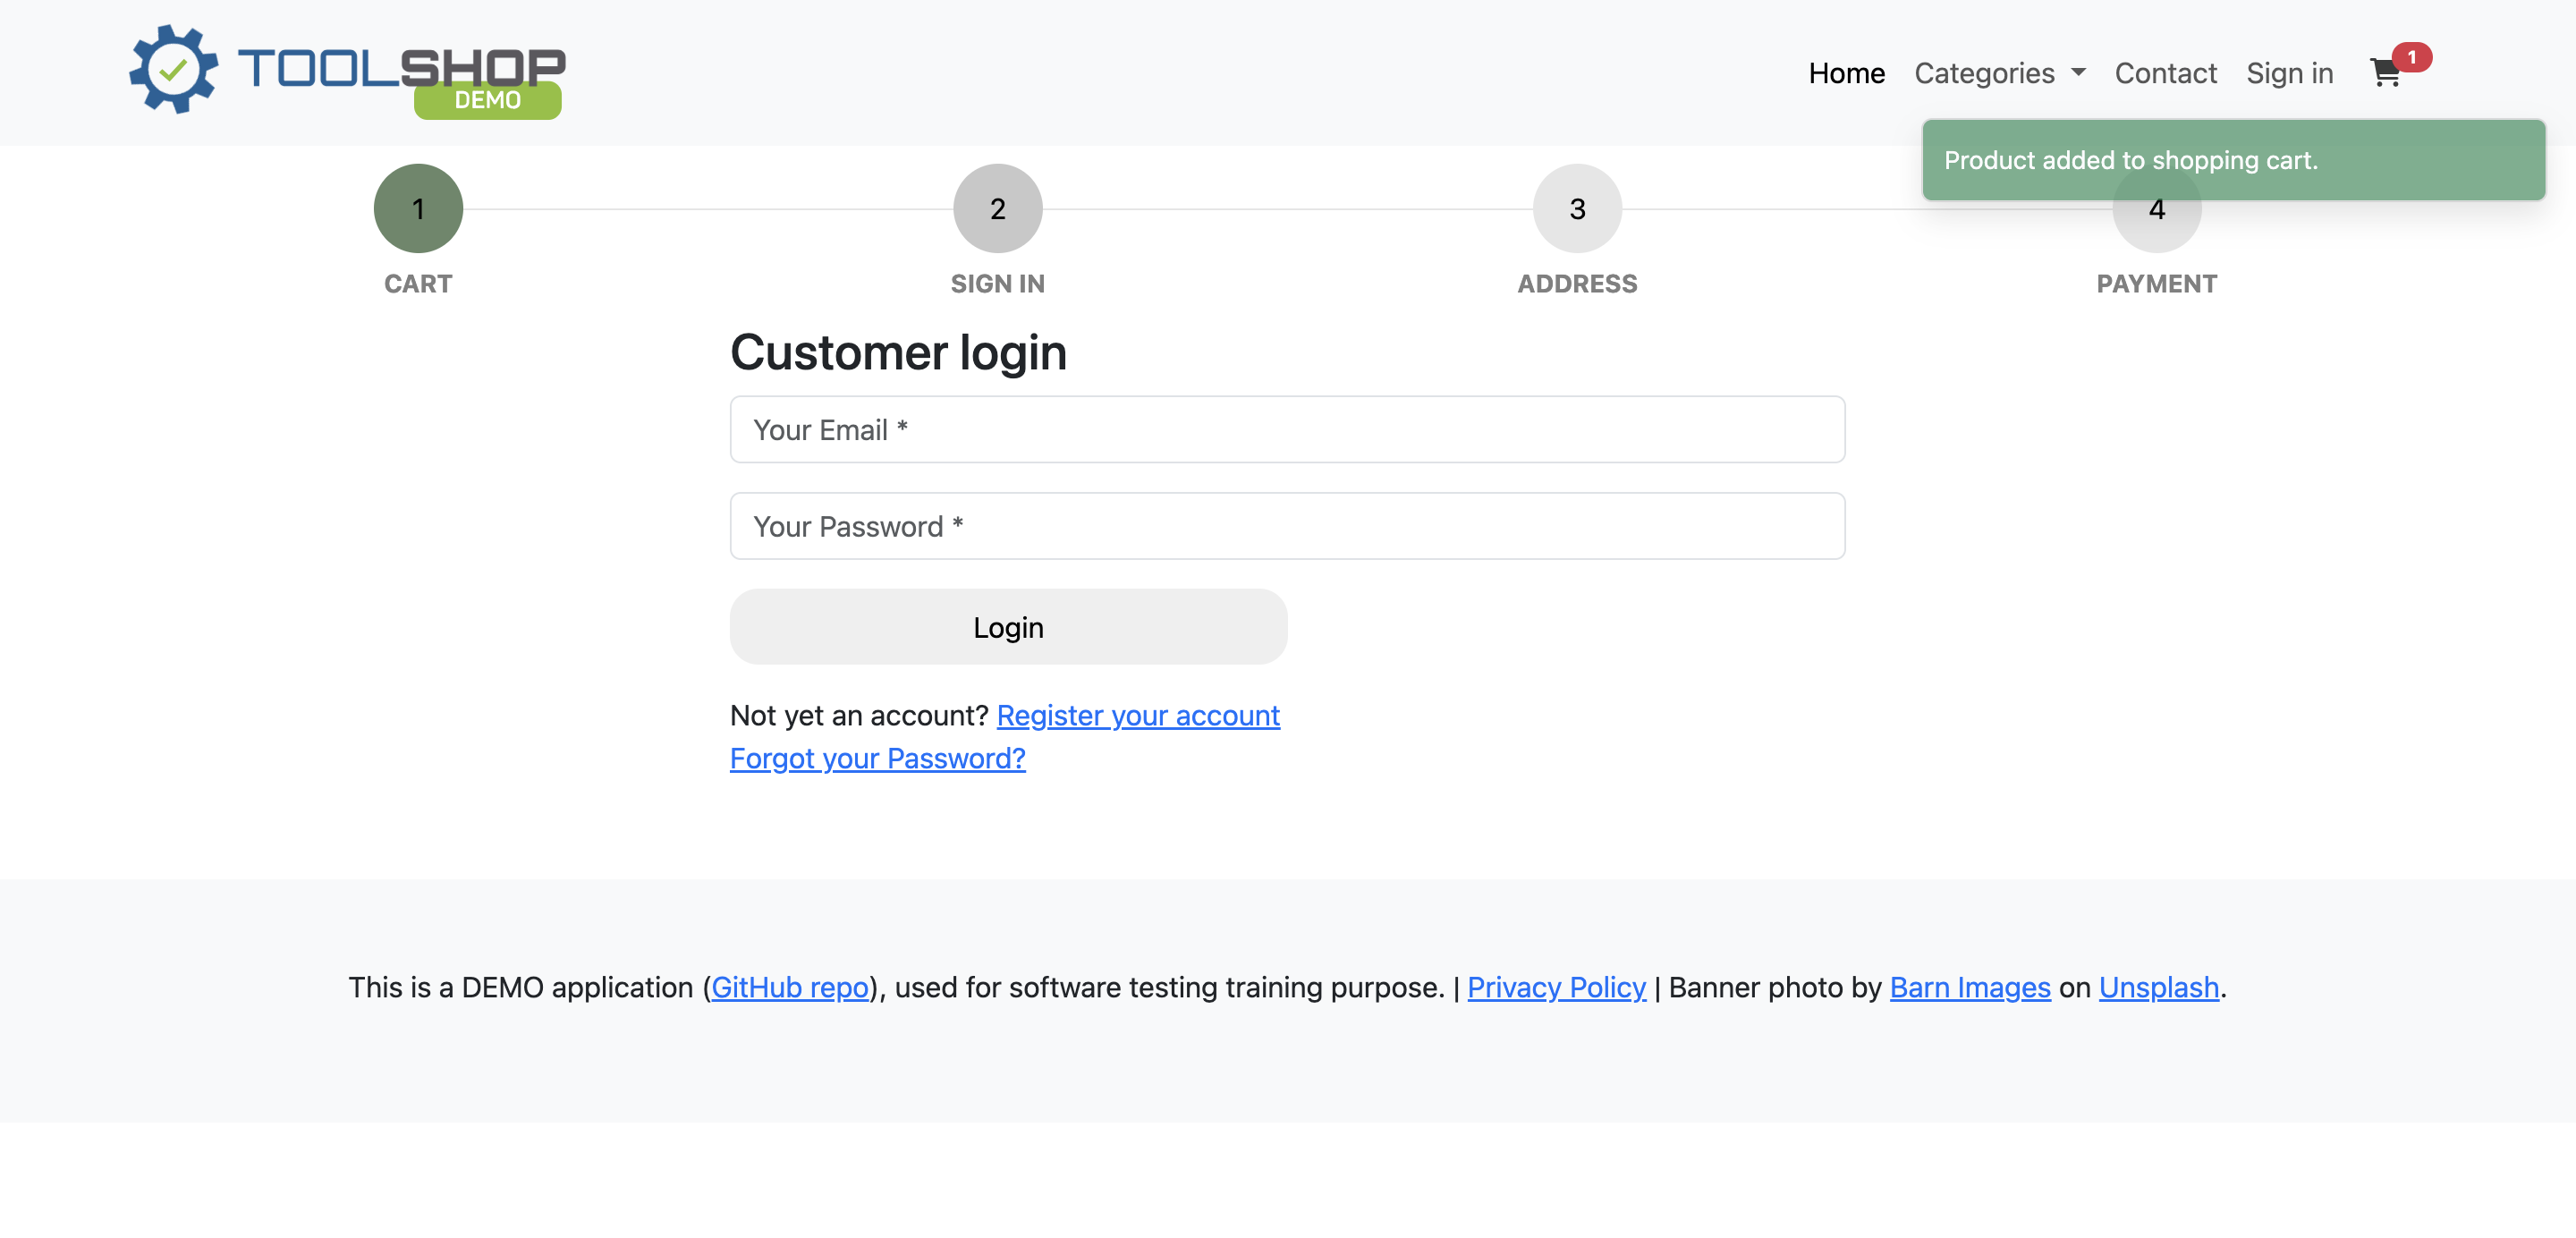 TOOLSHOP
DEMO
Home Categories Contact Sign in 1
Product added to shopping cart.
1 2 3 4
CART SIGN IN ADDRESS PAYMENT
Customer login
Your Email *
Your Password *
Login
Not yet an account? Register your account
Forgot your Password?
This is a DEMO application (GitHub repo), used for software testing training purpose. | Privacy Policy | Banner photo by Barn Images on Unsplash.